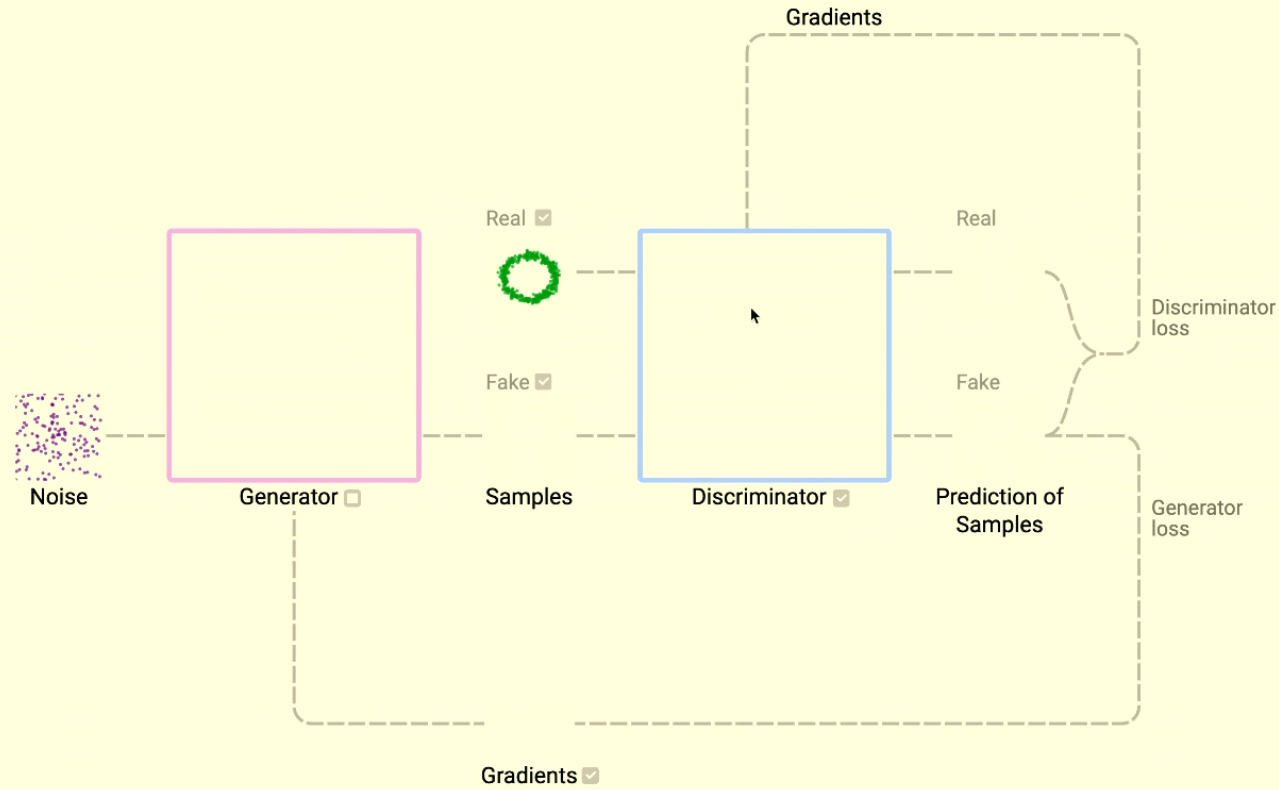 Gradients
Real
Real
Discriminator
loss
Fake
Fake
Noise
Generator
Samples
Discriminator
Prediction of
Samples
Generator
loss
Gradients